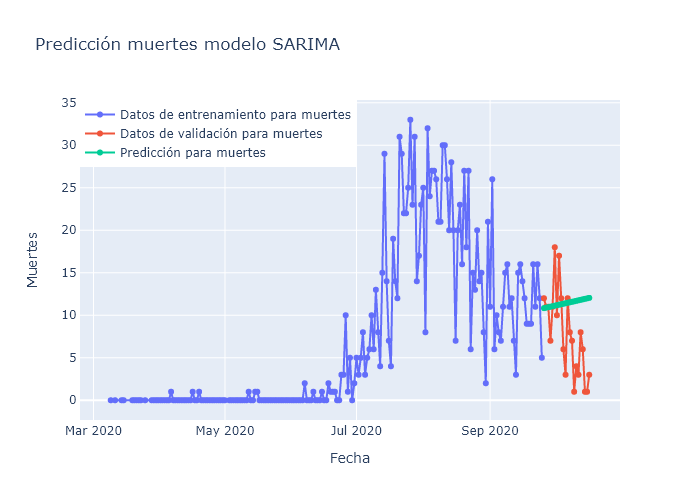 Predicción muertes modelo SARIMA
Datos de entrenamiento para muertes
Datos de validación para muertes
Predicción para muertes
35
30
25
20
15
10
5
0
Muertes
Mar 2020
May 2020
Jul 2020
Sep 2020
Fecha